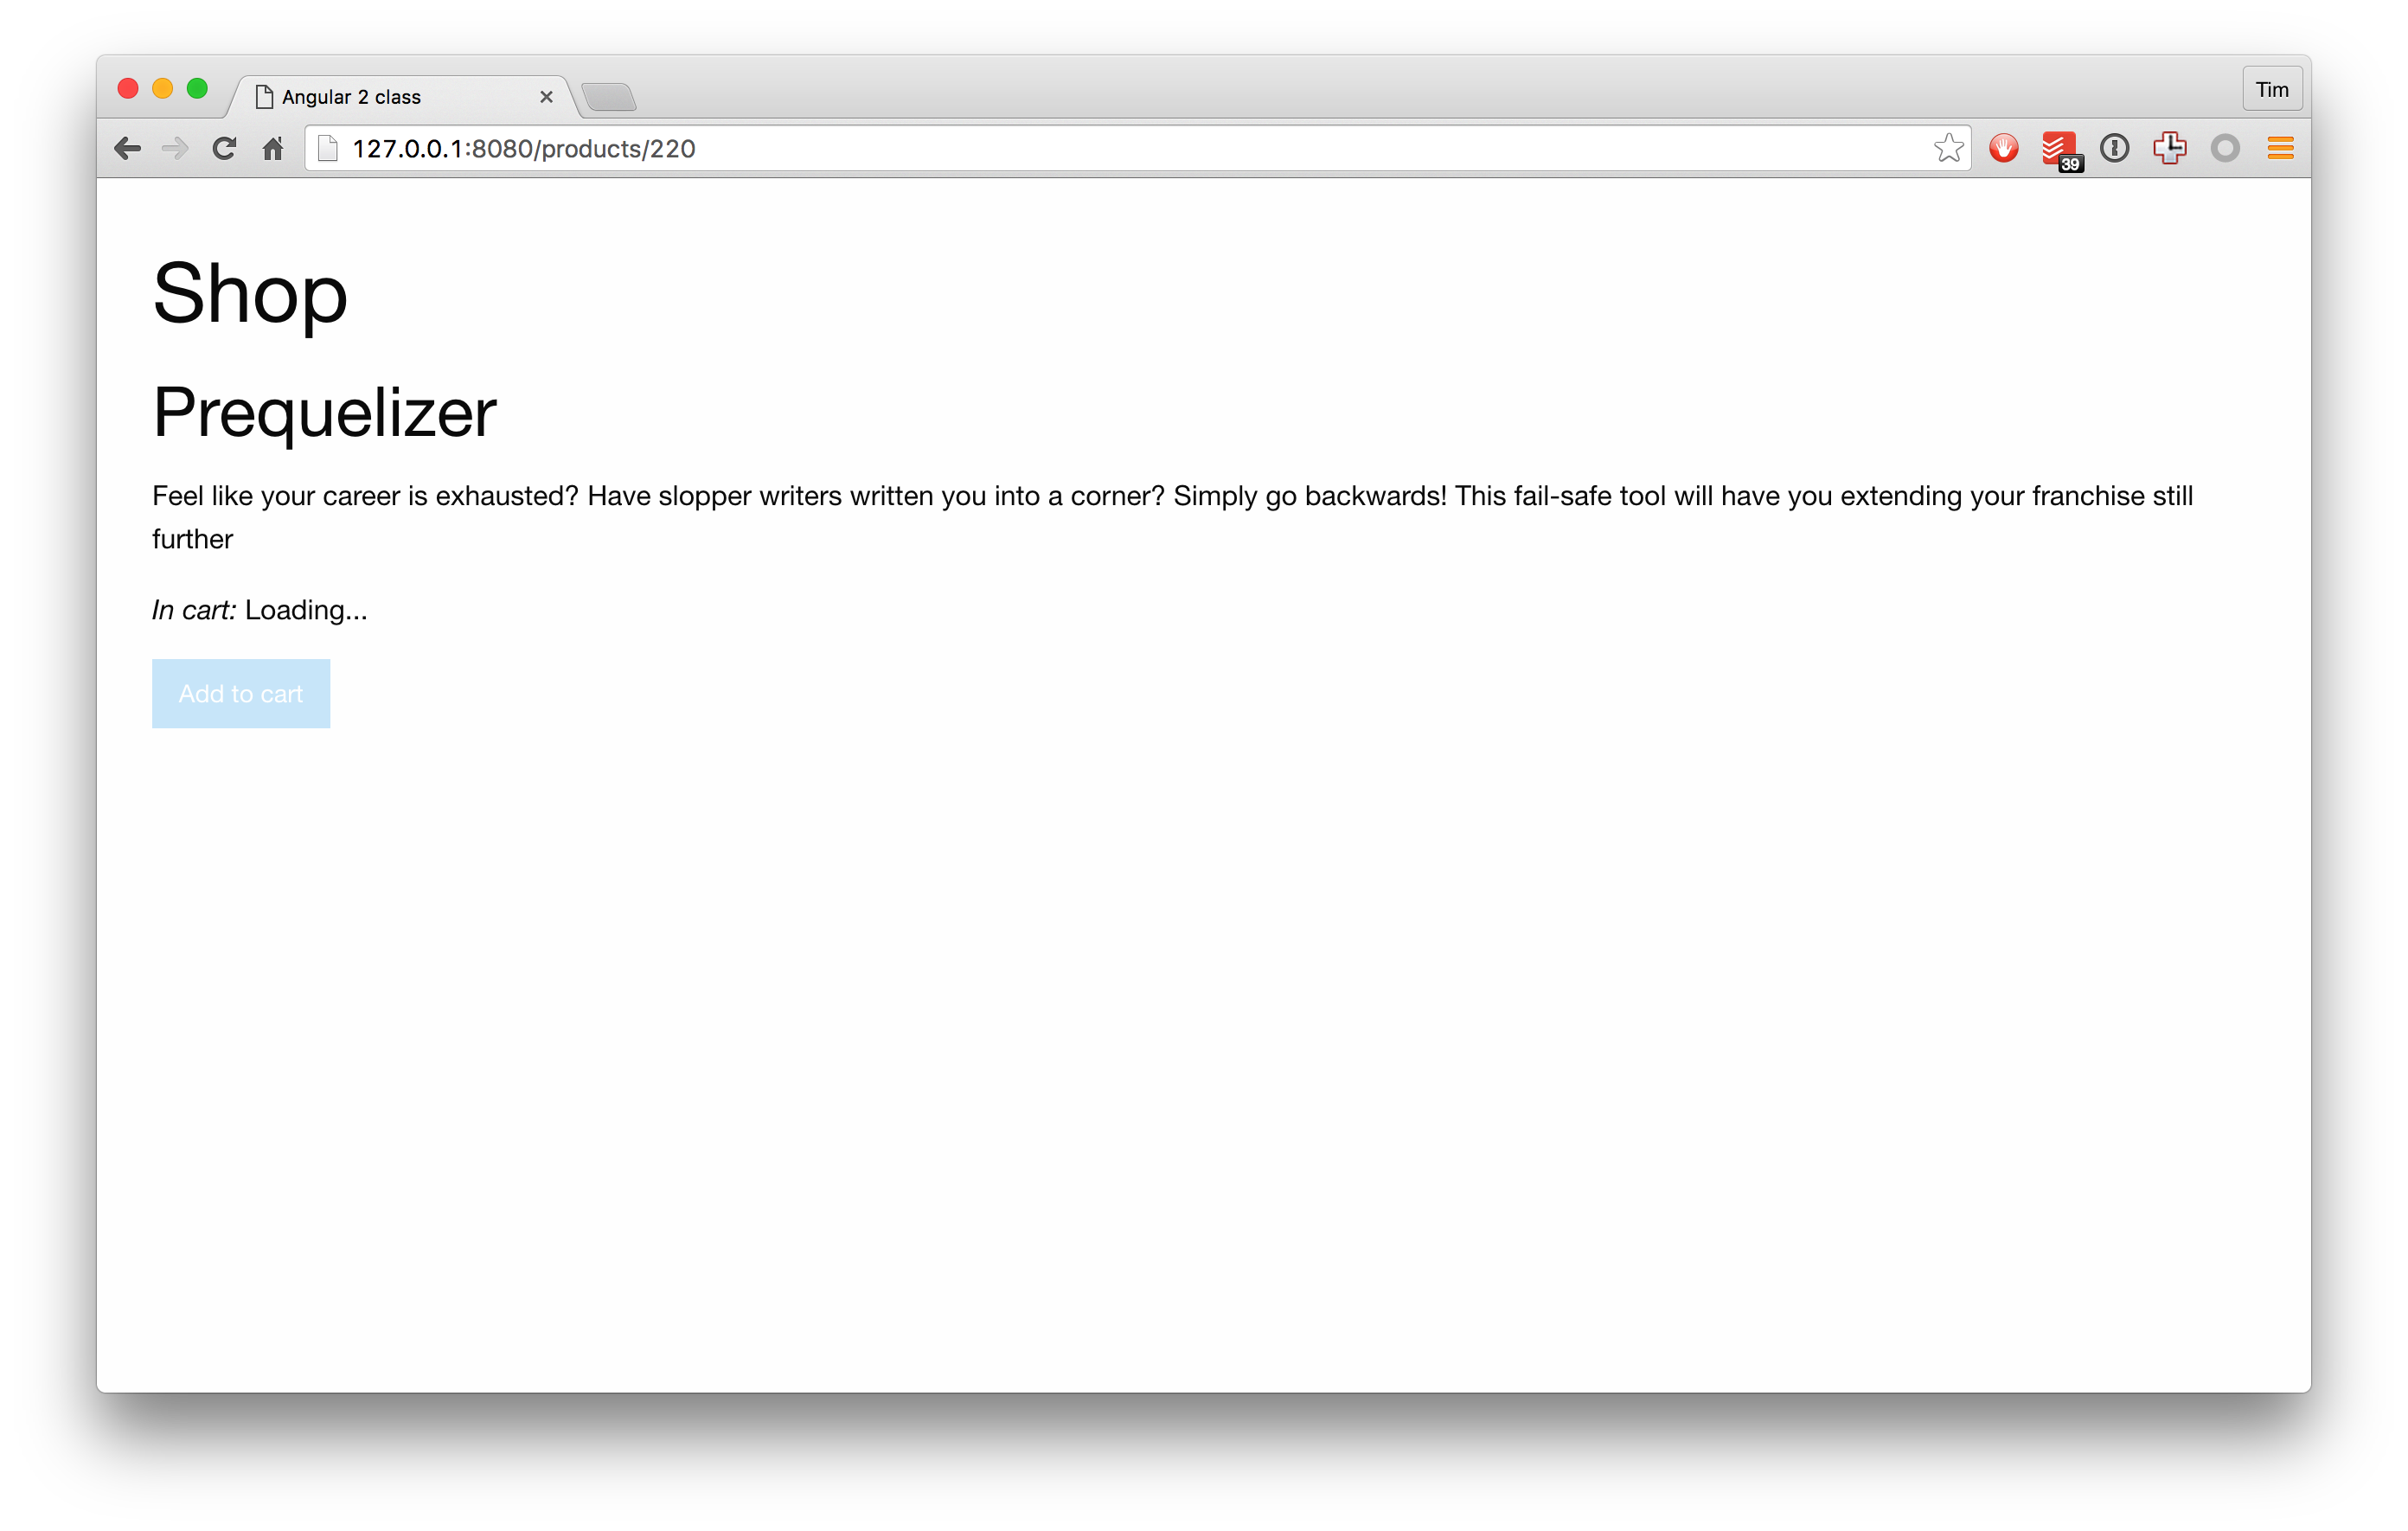 Angular 2 class
Tim
127.0.0.1:8080/products/220
39
Shop
Prequelizer
Feel like your career is exhausted? Have slopper writers written you into a corner? Simply go backwards! This fail-safe tool will have you extending your franchise still
further
In cart: Loading...
Add to cart